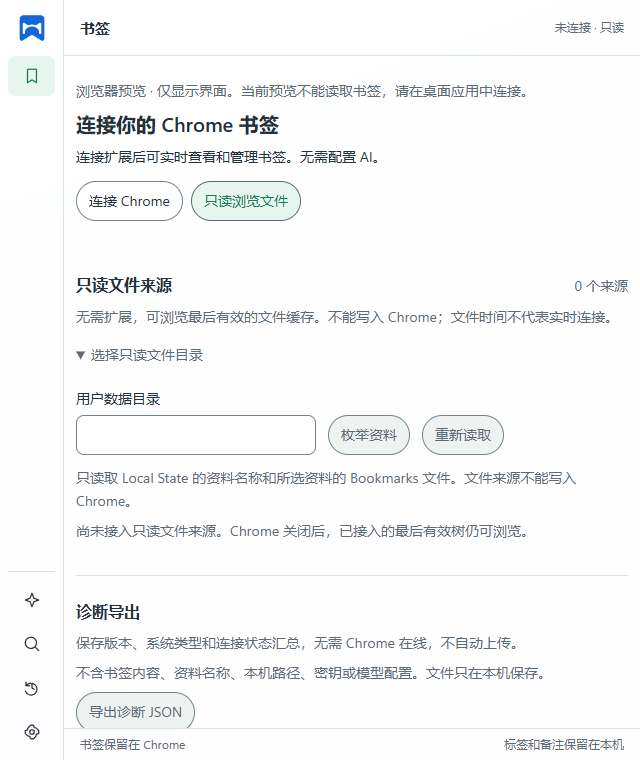 书签
未连接 · 只读
浏览器预览 · 仅显示界面。当前预览不能读取书签，请在桌面应用中连接。
连接你的 Chrome 书签
连接扩展后可实时查看和管理书签。无需配置 AI。
连接 Chrome
只读浏览文件
只读文件来源
0 个来源
无需扩展，可浏览最后有效的文件缓存。不能写入 Chrome；文件时间不代表实时连接。
▼ 选择只读文件目录
用户数据目录
枚举资料
重新读取
只读取 Local State 的资料名称和所选资料的 Bookmarks 文件。文件来源不能写入
Chrome。
尚未接入只读文件来源。Chrome 关闭后，已接入的最后有效树仍可浏览。
诊断导出
保存版本、系统类型和连接状态汇总，无需 Chrome 在线，不自动上传。
不含书签内容、资料名称、本机路径、密钥或模型配置。文件只在本机保存。
导出诊断 JSON
书签保留在 Chrome
标签和备注保留在本机